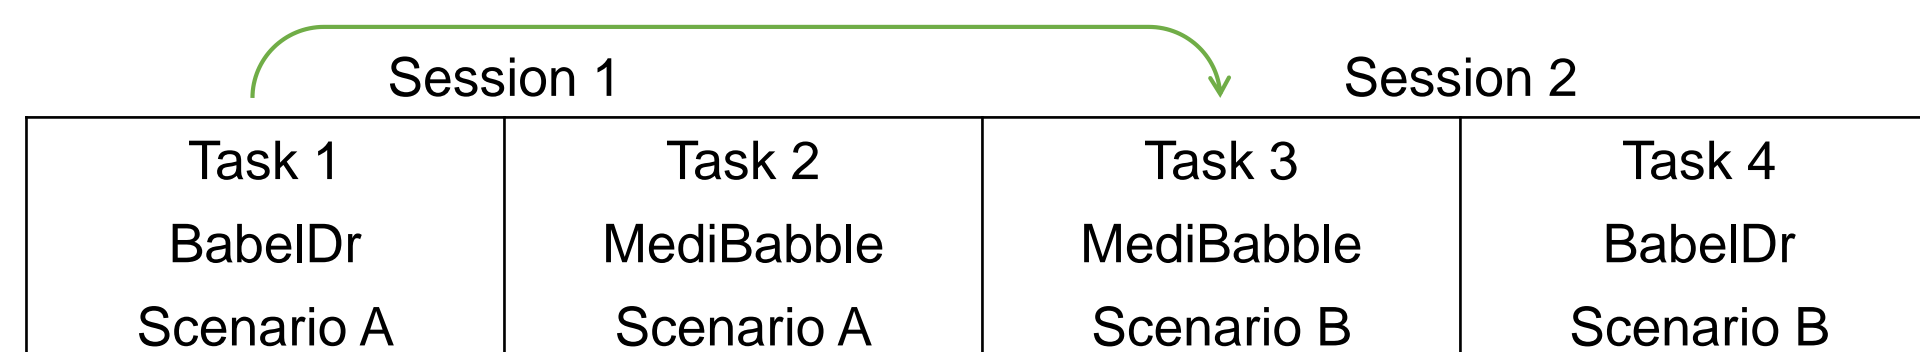 Session 1 Session 2
Task 1 Task 2 Task 3 Task 4
BabelDr MediBabble MediBabble BabelDr
Scenario A Scenario A Scenario B Scenario B